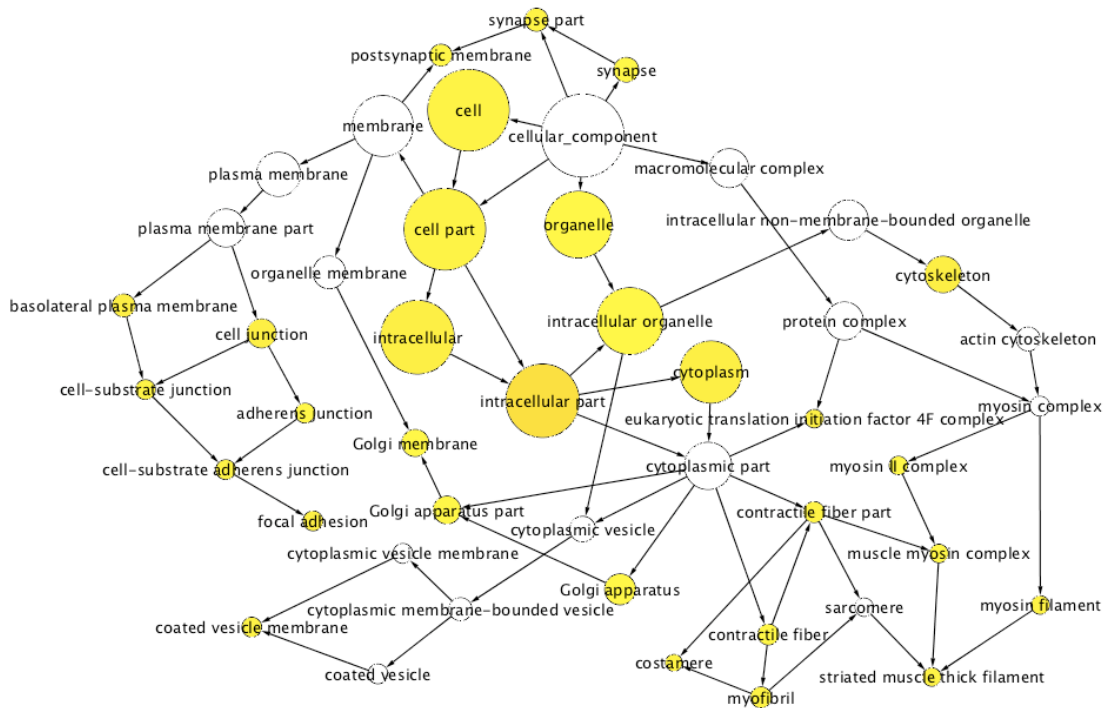 synapse part
postsynaptic membrane
synapse
cell
membrane
cellular_component
macromolecular complex
plasma membrane
intracellular non-membrane-bounded organelle
plasma membrane part
cell part
organelle
organelle membrane
cytoskeleton
basolateral plasma membrane
cell junction
intracellular
intracellular organelle
protein complex
actin cytoskeleton
cell-substrate junction
cytoplasm
intracellular part
adherens junction
eukaryotic translation initiation factor 4F complex
myosin complex
Golgi membrane
cell-substrate adherens junction
cytoplasmic part
myosin II complex
Golgi apparatus part
contractile fiber part
focal adhesion
cytoplasmic vesicle
cytoplasmic vesicle membrane
muscle myosin complex
Golgi apparatus
cytoplasmic membrane-bounded vesicle
sarcomere
myosin filament
coated vesicle membrane
contractile fiber
costamere
coated vesicle
striated muscle thick filament
myofibril